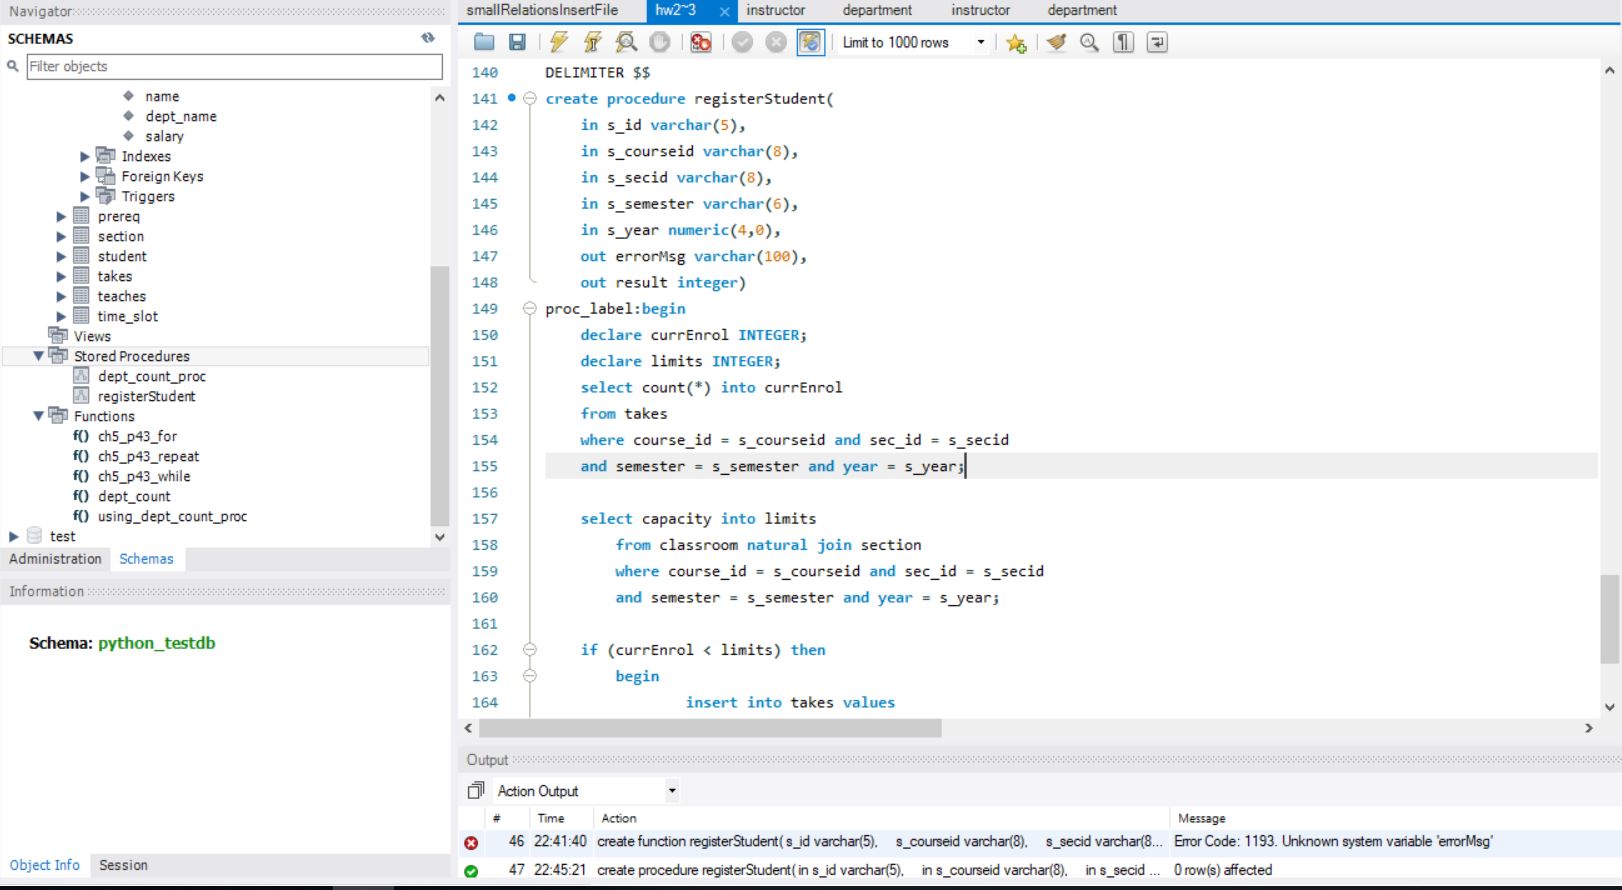 Navigator
SCHEMAS
Filter objects
name
dept_name
salary
Indexes
Foreign Keys
Triggers
prereq
section
student
takes
teaches
time_slot
Views
Stored Procedures
dept_count_proc
registerStudent
Functions
f() ch5_p43_for
f() ch5_p43_repeat
f() ch5_p43_while
f() dept_count
f() using_dept_count_proc
test
Administration Schemas
Information
Schema: python_testdb
Object Info Session
smallRelationsInsertFile hw2~3 instructor department instructor department
Limit to 1000 rows
140 DELIMITER $$
141 create procedure registerStudent(
142 in s_id varchar(5),
143 in s_courseid varchar(8),
144 in s_secid varchar(8),
145 in s_semester varchar(6),
146 in s_year numeric(4,0),
147 out errorMsg varchar(100),
148 out result integer)
149 proc_label:begin
150 declare currEnrol INTEGER;
151 declare limits INTEGER;
152 select count(*) into currEnrol
153 from takes
154 where course_id = s_courseid and sec_id = s_secid
155 and semester = s_semester and year = s_year;
156
157 select capacity into limits
158 from classroom natural join section
159 where course_id = s_courseid and sec_id = s_secid
160 and semester = s_semester and year = s_year;
161
162 if (currEnrol < limits) then
163 begin
164 insert into takes values
Output
Action Output
# Time Action Message
46 22:41:40 create function registerStudent( s_id varchar(5), s_courseid varchar(8), s_secid varchar(8... Error Code: 1193. Unknown system variable 'errorMsg'
47 22:45:21 create procedure registerStudent( in s_id varchar(5), in s_courseid varchar(8), in s_secid ... 0 row(s) affected